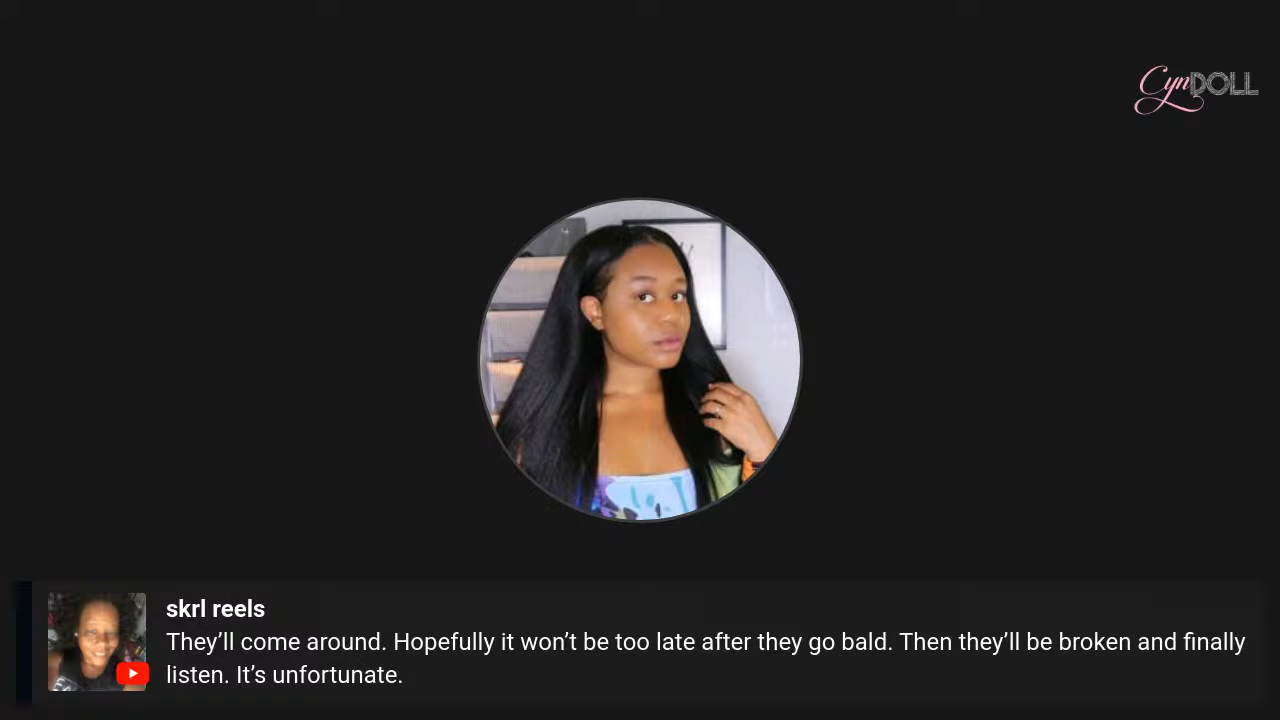 CynDOLL
skrl reels
They’ll come around. Hopefully it won’t be too late after they go bald. Then they’ll be broken and finally
listen. It’s unfortunate.